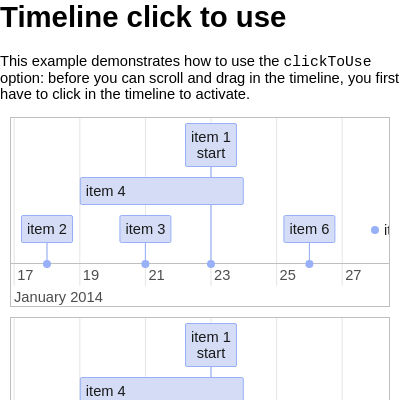 Timeline click to use
This example demonstrates how to use the clickToUse
option: before you can scroll and drag in the timeline, you first
have to click in the timeline to activate.
item 1
start
item 4
item 2
item 3
item 6
17
19
21
23
25
27
January 2014
item 1
start
item 4